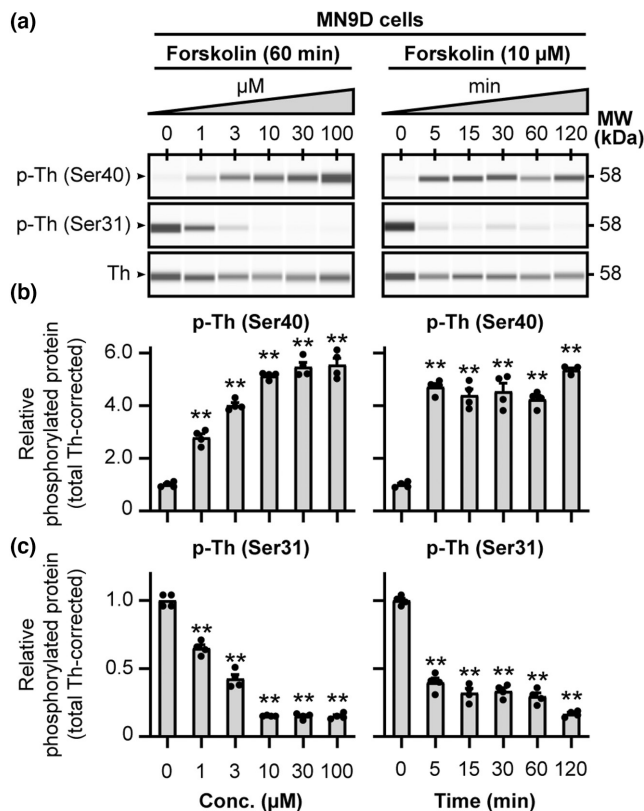 (a)
MN9D cells
Forskolin (60 min)
Forskolin (10 µM)
µM
min
MW
(kDa)
0 1 3 10 30 100
0 5 15 30 60 120
p-Th (Ser40)
58
p-Th (Ser31)
58
Th
58
(b)
p-Th (Ser40)
p-Th (Ser40)
Relative
phosphorylated protein
(total Th-corrected)
6.0
4.0
2.0
0
** ** ** ** **
** ** ** ** **
(c)
p-Th (Ser31)
p-Th (Ser31)
Relative
phosphorylated protein
(total Th-corrected)
1.0
0.5
0
** ** ** ** **
** ** ** ** **
0 1 3 10 30 100
0 5 15 30 60 120
Conc. (µM)
Time (min)